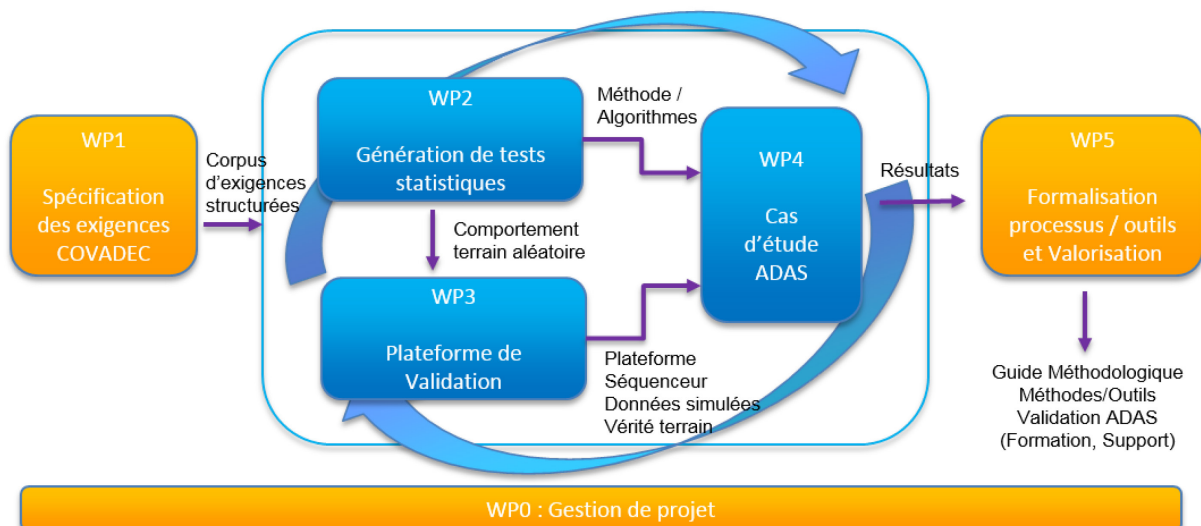 WP1
Spécification
des exigences
COVADEC
Corpus
d'exigences
structurées
WP2
Génération de tests
statistiques
Méthode /
Algorithmes
Comportement
terrain aléatoire
WP3
Plateforme de
Validation
Plateforme
Séquenceur
Données simulées
Vérité terrain
WP4
Cas
d'étude
ADAS
Résultats
WP5
Formalisation
processus / outils
et Valorisation
Guide Méthodologique
Méthodes/Outils
Validation ADAS
(Formation, Support)
WP0 : Gestion de projet